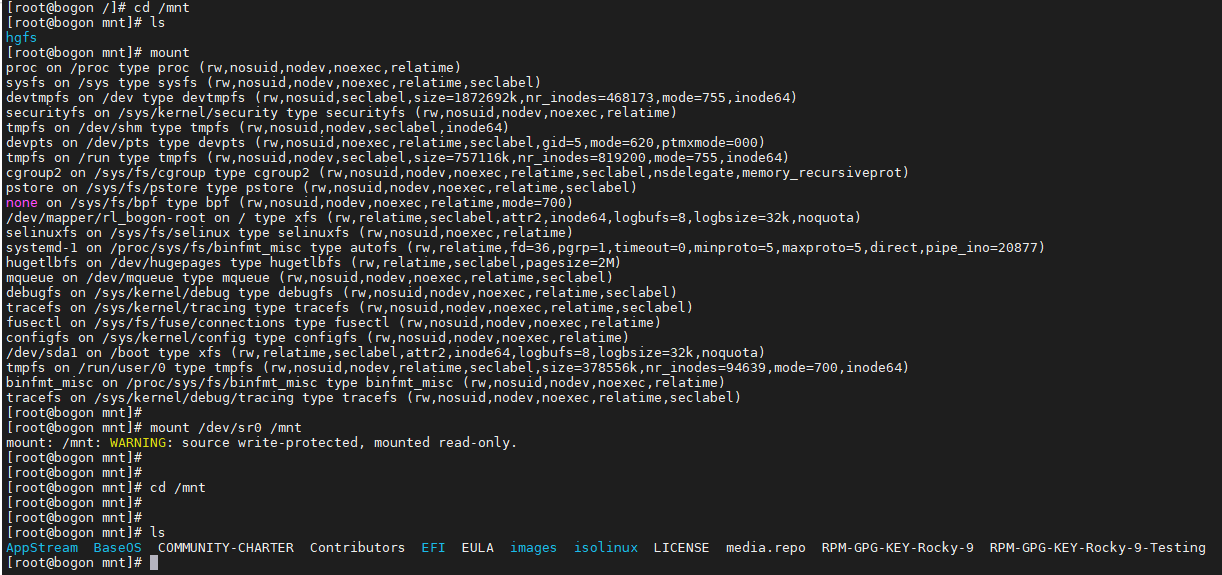 [root@bogon /]# cd /mnt
[root@bogon mnt]# ls
hgfs
[root@bogon mnt]# mount
proc on /proc type proc (rw,nosuid,nodev,noexec,relatime)
sysfs on /sys type sysfs (rw,nosuid,nodev,noexec,relatime,seclabel)
devtmpfs on /dev type devtmpfs (rw,nosuid,seclabel,size=1872692k,nr_inodes=468173,mode=755,inode64)
securityfs on /sys/kernel/security type securityfs (rw,nosuid,nodev,noexec,relatime)
tmpfs on /dev/shm type tmpfs (rw,nosuid,nodev,seclabel,inode64)
devpts on /dev/pts type devpts (rw,nosuid,noexec,relatime,seclabel,gid=5,mode=620,ptmxmode=000)
tmpfs on /run type tmpfs (rw,nosuid,nodev,seclabel,size=757116k,nr_inodes=819200,mode=755,inode64)
cgroup2 on /sys/fs/cgroup type cgroup2 (rw,nosuid,nodev,noexec,relatime,seclabel,nsdelegate,memory_recursiveprot)
pstore on /sys/fs/pstore type pstore (rw,nosuid,nodev,noexec,relatime,seclabel)
none on /sys/fs/bpf type bpf (rw,nosuid,nodev,noexec,relatime,mode=700)
/dev/mapper/rl_bogon-root on / type xfs (rw,relatime,seclabel,attr2,inode64,logbufs=8,logbsize=32k,noquota)
selinuxfs on /sys/fs/selinux type selinuxfs (rw,nosuid,noexec,relatime)
systemd-1 on /proc/sys/fs/binfmt_misc type autofs (rw,relatime,fd=36,pgrp=1,timeout=0,minproto=5,maxproto=5,direct,pipe_ino=20877)
hugetlbfs on /dev/hugepages type hugetlbfs (rw,relatime,seclabel,pagesize=2M)
mqueue on /dev/mqueue type mqueue (rw,nosuid,nodev,noexec,relatime,seclabel)
debugfs on /sys/kernel/debug type debugfs (rw,nosuid,nodev,noexec,relatime,seclabel)
tracefs on /sys/kernel/tracing type tracefs (rw,nosuid,nodev,noexec,relatime,seclabel)
fusectl on /sys/fs/fuse/connections type fusectl (rw,nosuid,nodev,noexec,relatime)
configfs on /sys/kernel/config type configfs (rw,nosuid,nodev,noexec,relatime)
/dev/sda1 on /boot type xfs (rw,relatime,seclabel,attr2,inode64,logbufs=8,logbsize=32k,noquota)
tmpfs on /run/user/0 type tmpfs (rw,nosuid,nodev,relatime,seclabel,size=378556k,nr_inodes=94639,mode=700,inode64)
binfmt_misc on /proc/sys/fs/binfmt_misc type binfmt_misc (rw,nosuid,nodev,noexec,relatime)
tracefs on /sys/kernel/debug/tracing type tracefs (rw,nosuid,nodev,noexec,relatime,seclabel)
[root@bogon mnt]#
[root@bogon mnt]# mount /dev/sr0 /mnt
mount: /mnt: WARNING: source write-protected, mounted read-only.
[root@bogon mnt]#
[root@bogon mnt]#
[root@bogon mnt]# cd /mnt
[root@bogon mnt]#
[root@bogon mnt]#
[root@bogon mnt]# ls
AppStream  BaseOS  COMMUNITY-CHARTER  Contributors  EFI  EULA  images  isolinux  LICENSE  media.repo  RPM-GPG-KEY-Rocky-9  RPM-GPG-KEY-Rocky-9-Testing
[root@bogon mnt]#